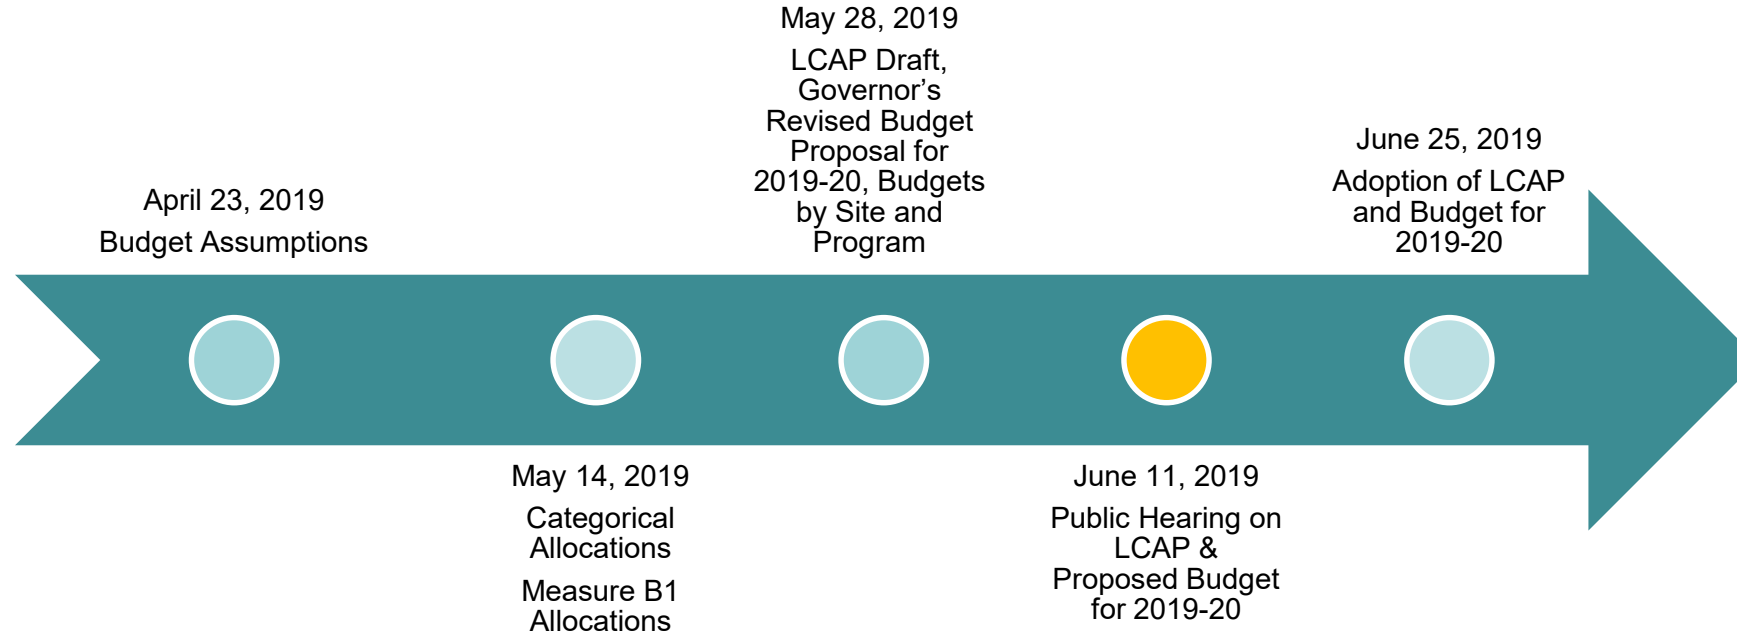 April 23, 2019
Budget Assumptions
May 14, 2019
Categorical
Allocations
Measure B1
Allocations
May 28, 2019
LCAP Draft,
Governor’s
Revised Budget
Proposal for
2019-20, Budgets
by Site and
Program
June 11, 2019
Public Hearing on
LCAP &
Proposed Budget
for 2019-20
June 25, 2019
Adoption of LCAP
and Budget for
2019-20